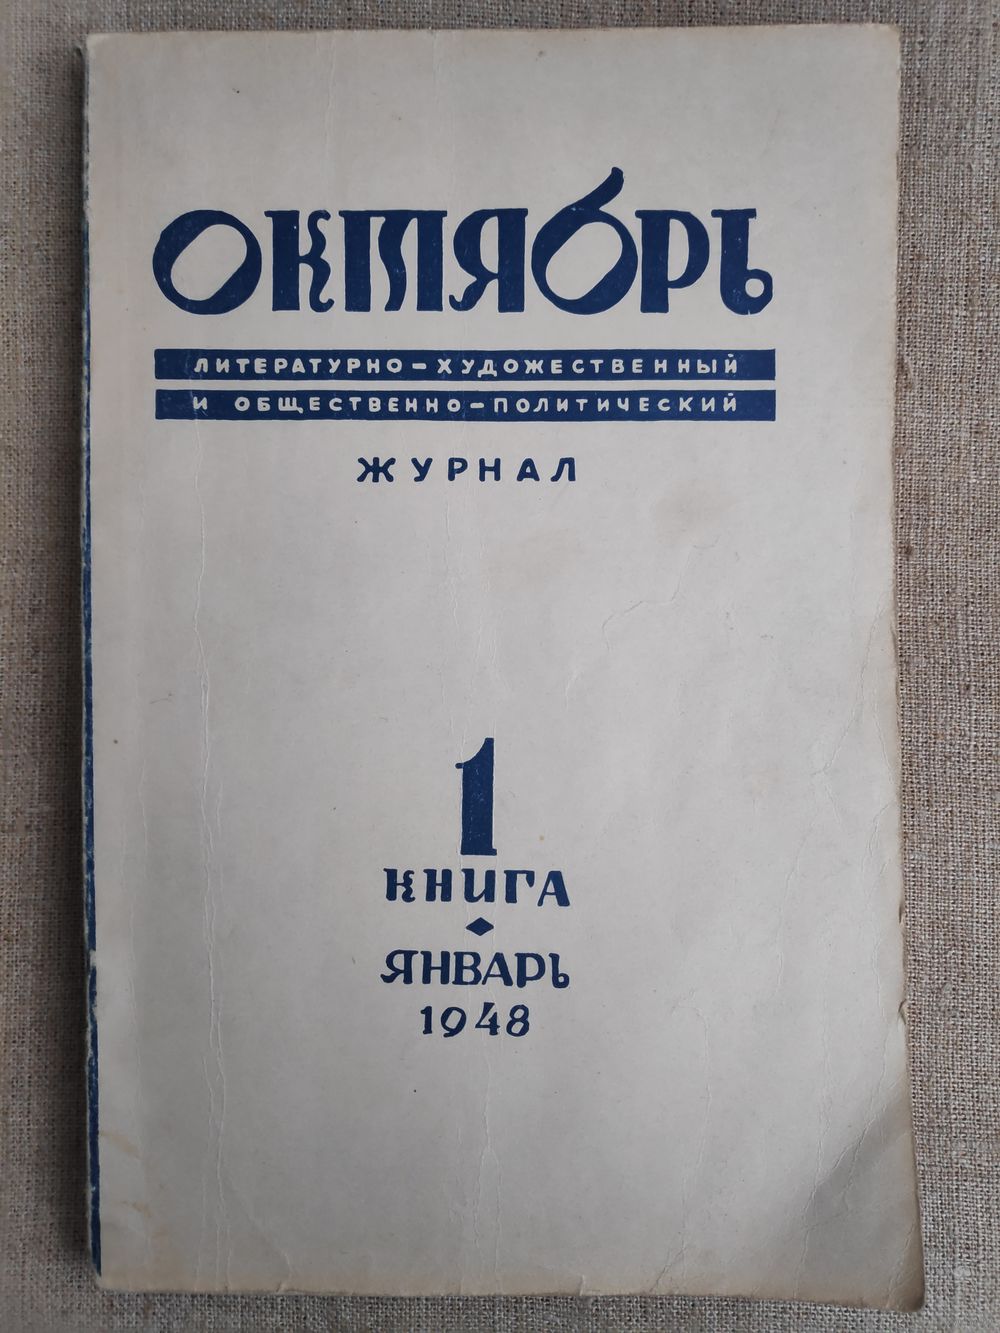 ОКТЯБРЬ
ЛИТЕРАТУРНО-ХУДОЖЕСТВЕННЫЙ
И ОБЩЕСТВЕННО-ПОЛИТИЧЕСКИЙ
ЖУРНАЛ
1
КНИГА
ЯНВАРЬ
1948